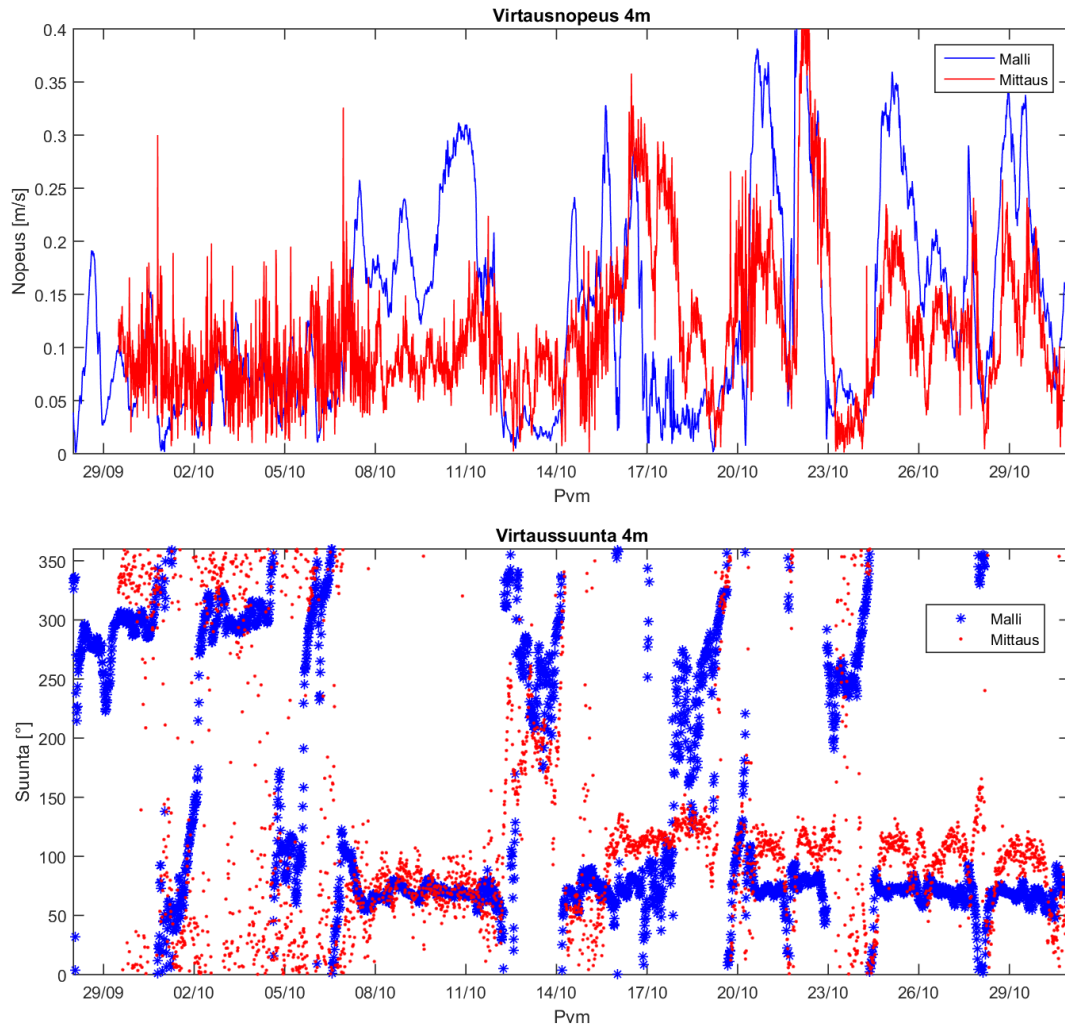 Virtausnopeus 4m
0.4
0.35
0.3
0.25
0.2
0.15
0.1
0.05
0
Nopeus [m/s]
Malli
Mittaus
29/09 02/10 05/10 08/10 11/10 14/10 17/10 20/10 23/10 26/10 29/10
Pvm
Virtaussuunta 4m
350
300
250
200
150
100
50
0
Suunta [°]
Malli
Mittaus
29/09 02/10 05/10 08/10 11/10 14/10 17/10 20/10 23/10 26/10 29/10
Pvm